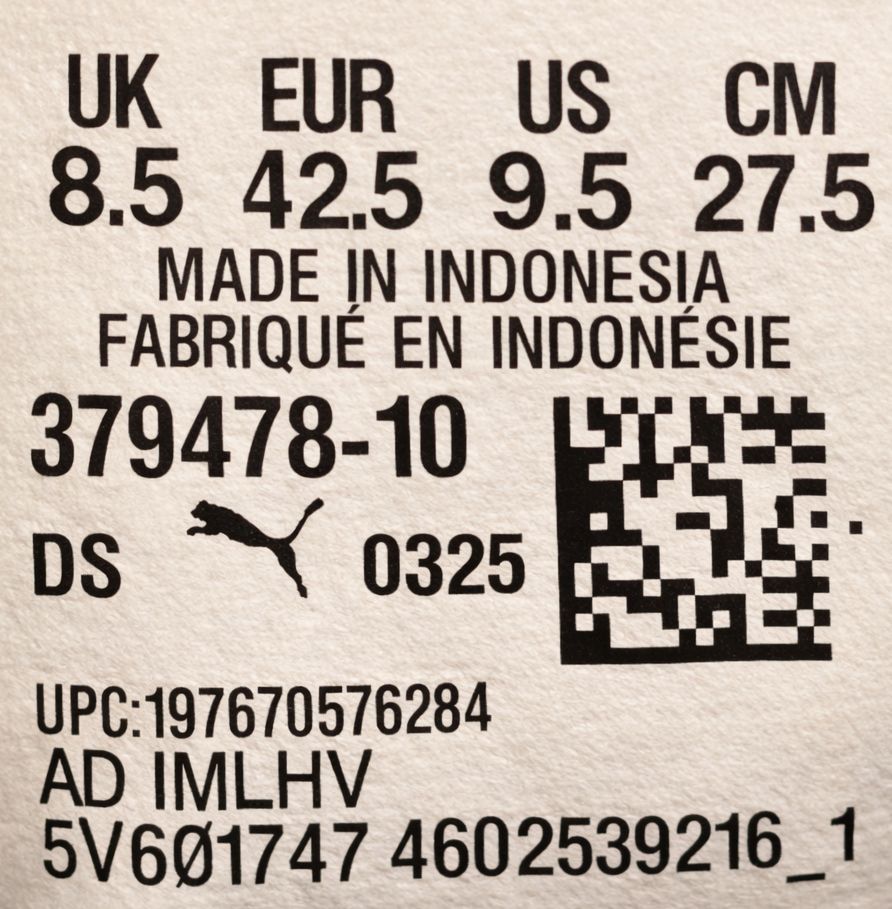 UK EUR US CM
8.5 42.5 9.5 27.5
MADE IN INDONESIA
FABRIQUÉ EN INDONÉSIE
379478-10
DS 0325
UPC:197670576284
AD IMLHV
5V6Ø1747 4602539216_1